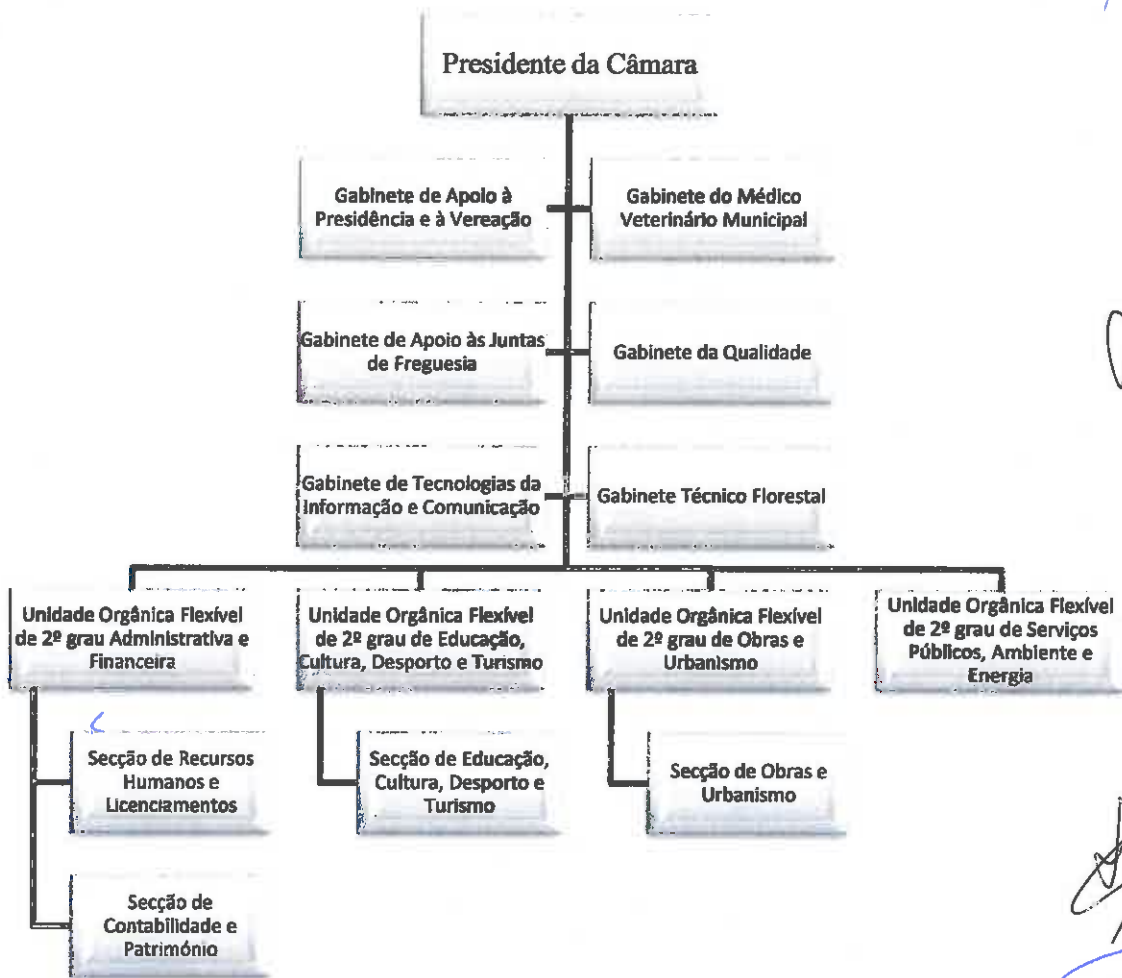 Presidente da Câmara
Gabinete de Apoio à
Presidência e à Vereação
Gabinete do Médico
Veterinário Municipal
Gabinete de Apoio às Juntas
de Freguesia
Gabinete da Qualidade
Gabinete de Tecnologias da
Informação e Comunicação
Gabinete Técnico Florestal
Unidade Orgânica Flexível
de 2º grau Administrativa e
Financeira
Unidade Orgânica Flexível
de 2º grau de Educação,
Cultura, Desporto e Turismo
Unidade Orgânica Flexível
de 2º grau de Obras e
Urbanismo
Unidade Orgânica Flexível
de 2º grau de Serviços
Públicos, Ambiente e
Energia
Secção de Recursos
Humanos e
Licenciamentos
Secção de Educação,
Cultura, Desporto e
Turismo
Secção de Obras e
Urbanismo
Secção de
Contabilidade e
Património